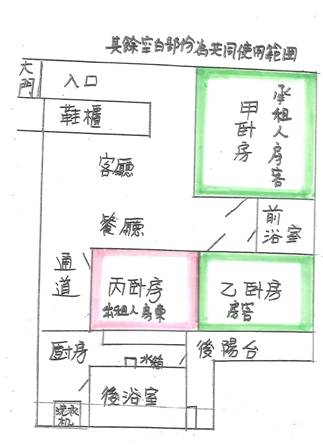 其餘空白部份為共同使用範圍
大門
入口
鞋櫃
甲臥房
承租人房客
客廳
餐廳
前浴室
通道
丙臥房
出租人房東
乙臥房
房客
廚房
水箱
後陽台
後浴室
洗衣机